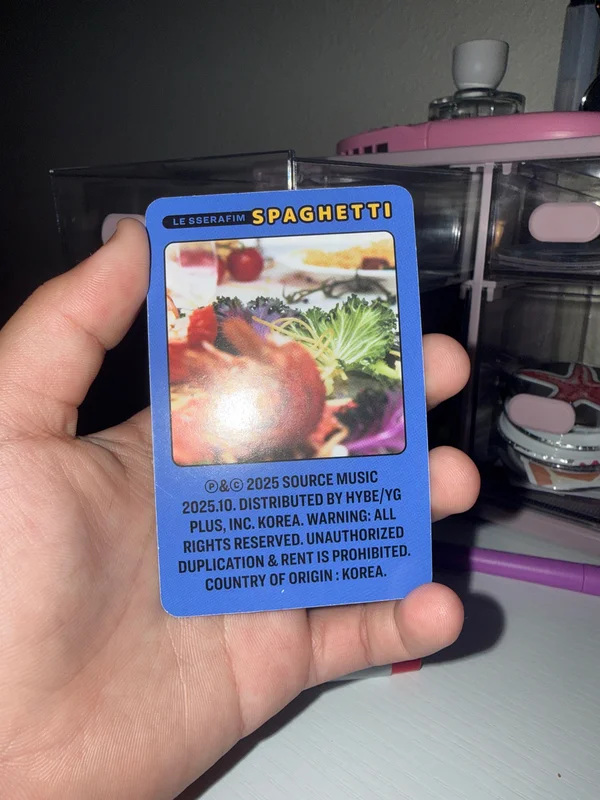 LE SSERAFIM SPAGHETTI
Ⓟ&Ⓒ 2025 SOURCE MUSIC
2025.10. DISTRIBUTED BY HYBE/YG
PLUS, INC. KOREA. WARNING: ALL
RIGHTS RESERVED. UNAUTHORIZED
DUPLICATION & RENT IS PROHIBITED.
COUNTRY OF ORIGIN : KOREA.